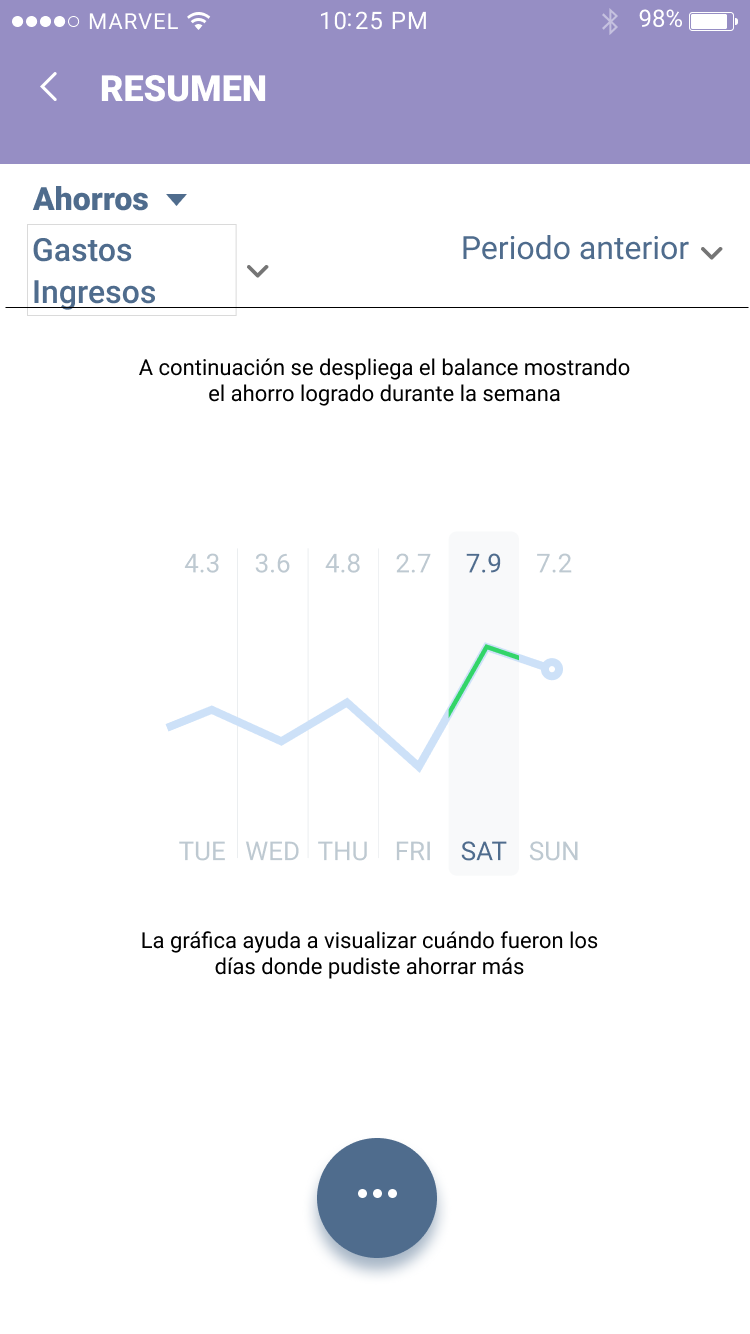 MARVEL 10:25 PM 98%
RESUMEN
Ahorros
Gastos
Ingresos
Periodo anterior
A continuación se despliega el balance mostrando
el ahorro logrado durante la semana
4.3 3.6 4.8 2.7 7.9 7.2
TUE WED THU FRI SAT SUN
La gráfica ayuda a visualizar cuándo fueron los
días donde pudiste ahorrar más